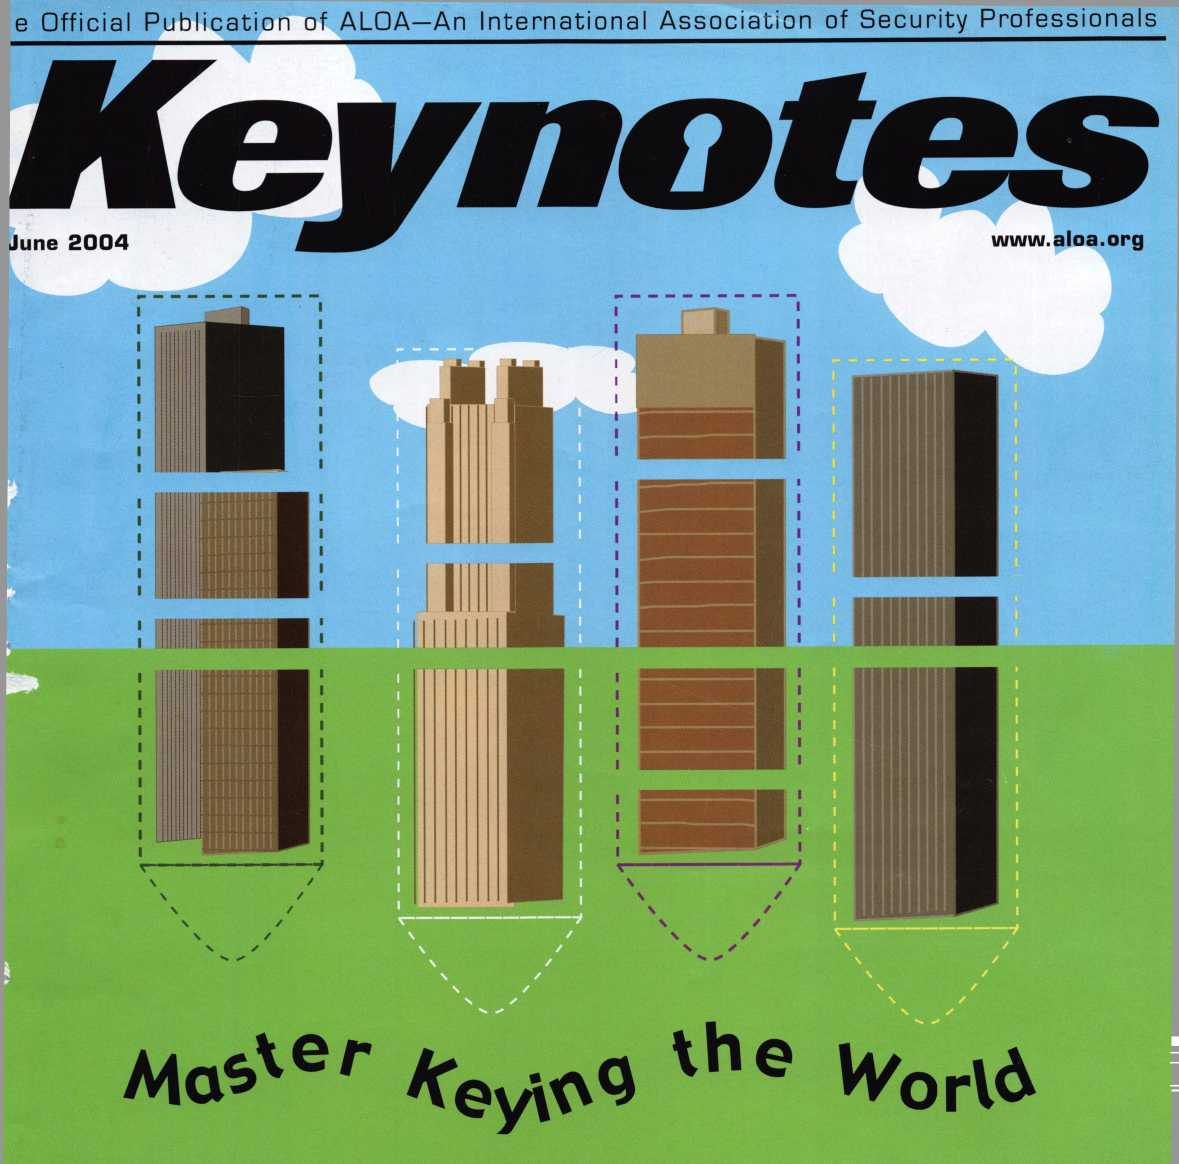 e Official Publication of ALOA—An International Association of Security Professionals
Keynotes
June 2004
www.aloa.org
Master Keying the World